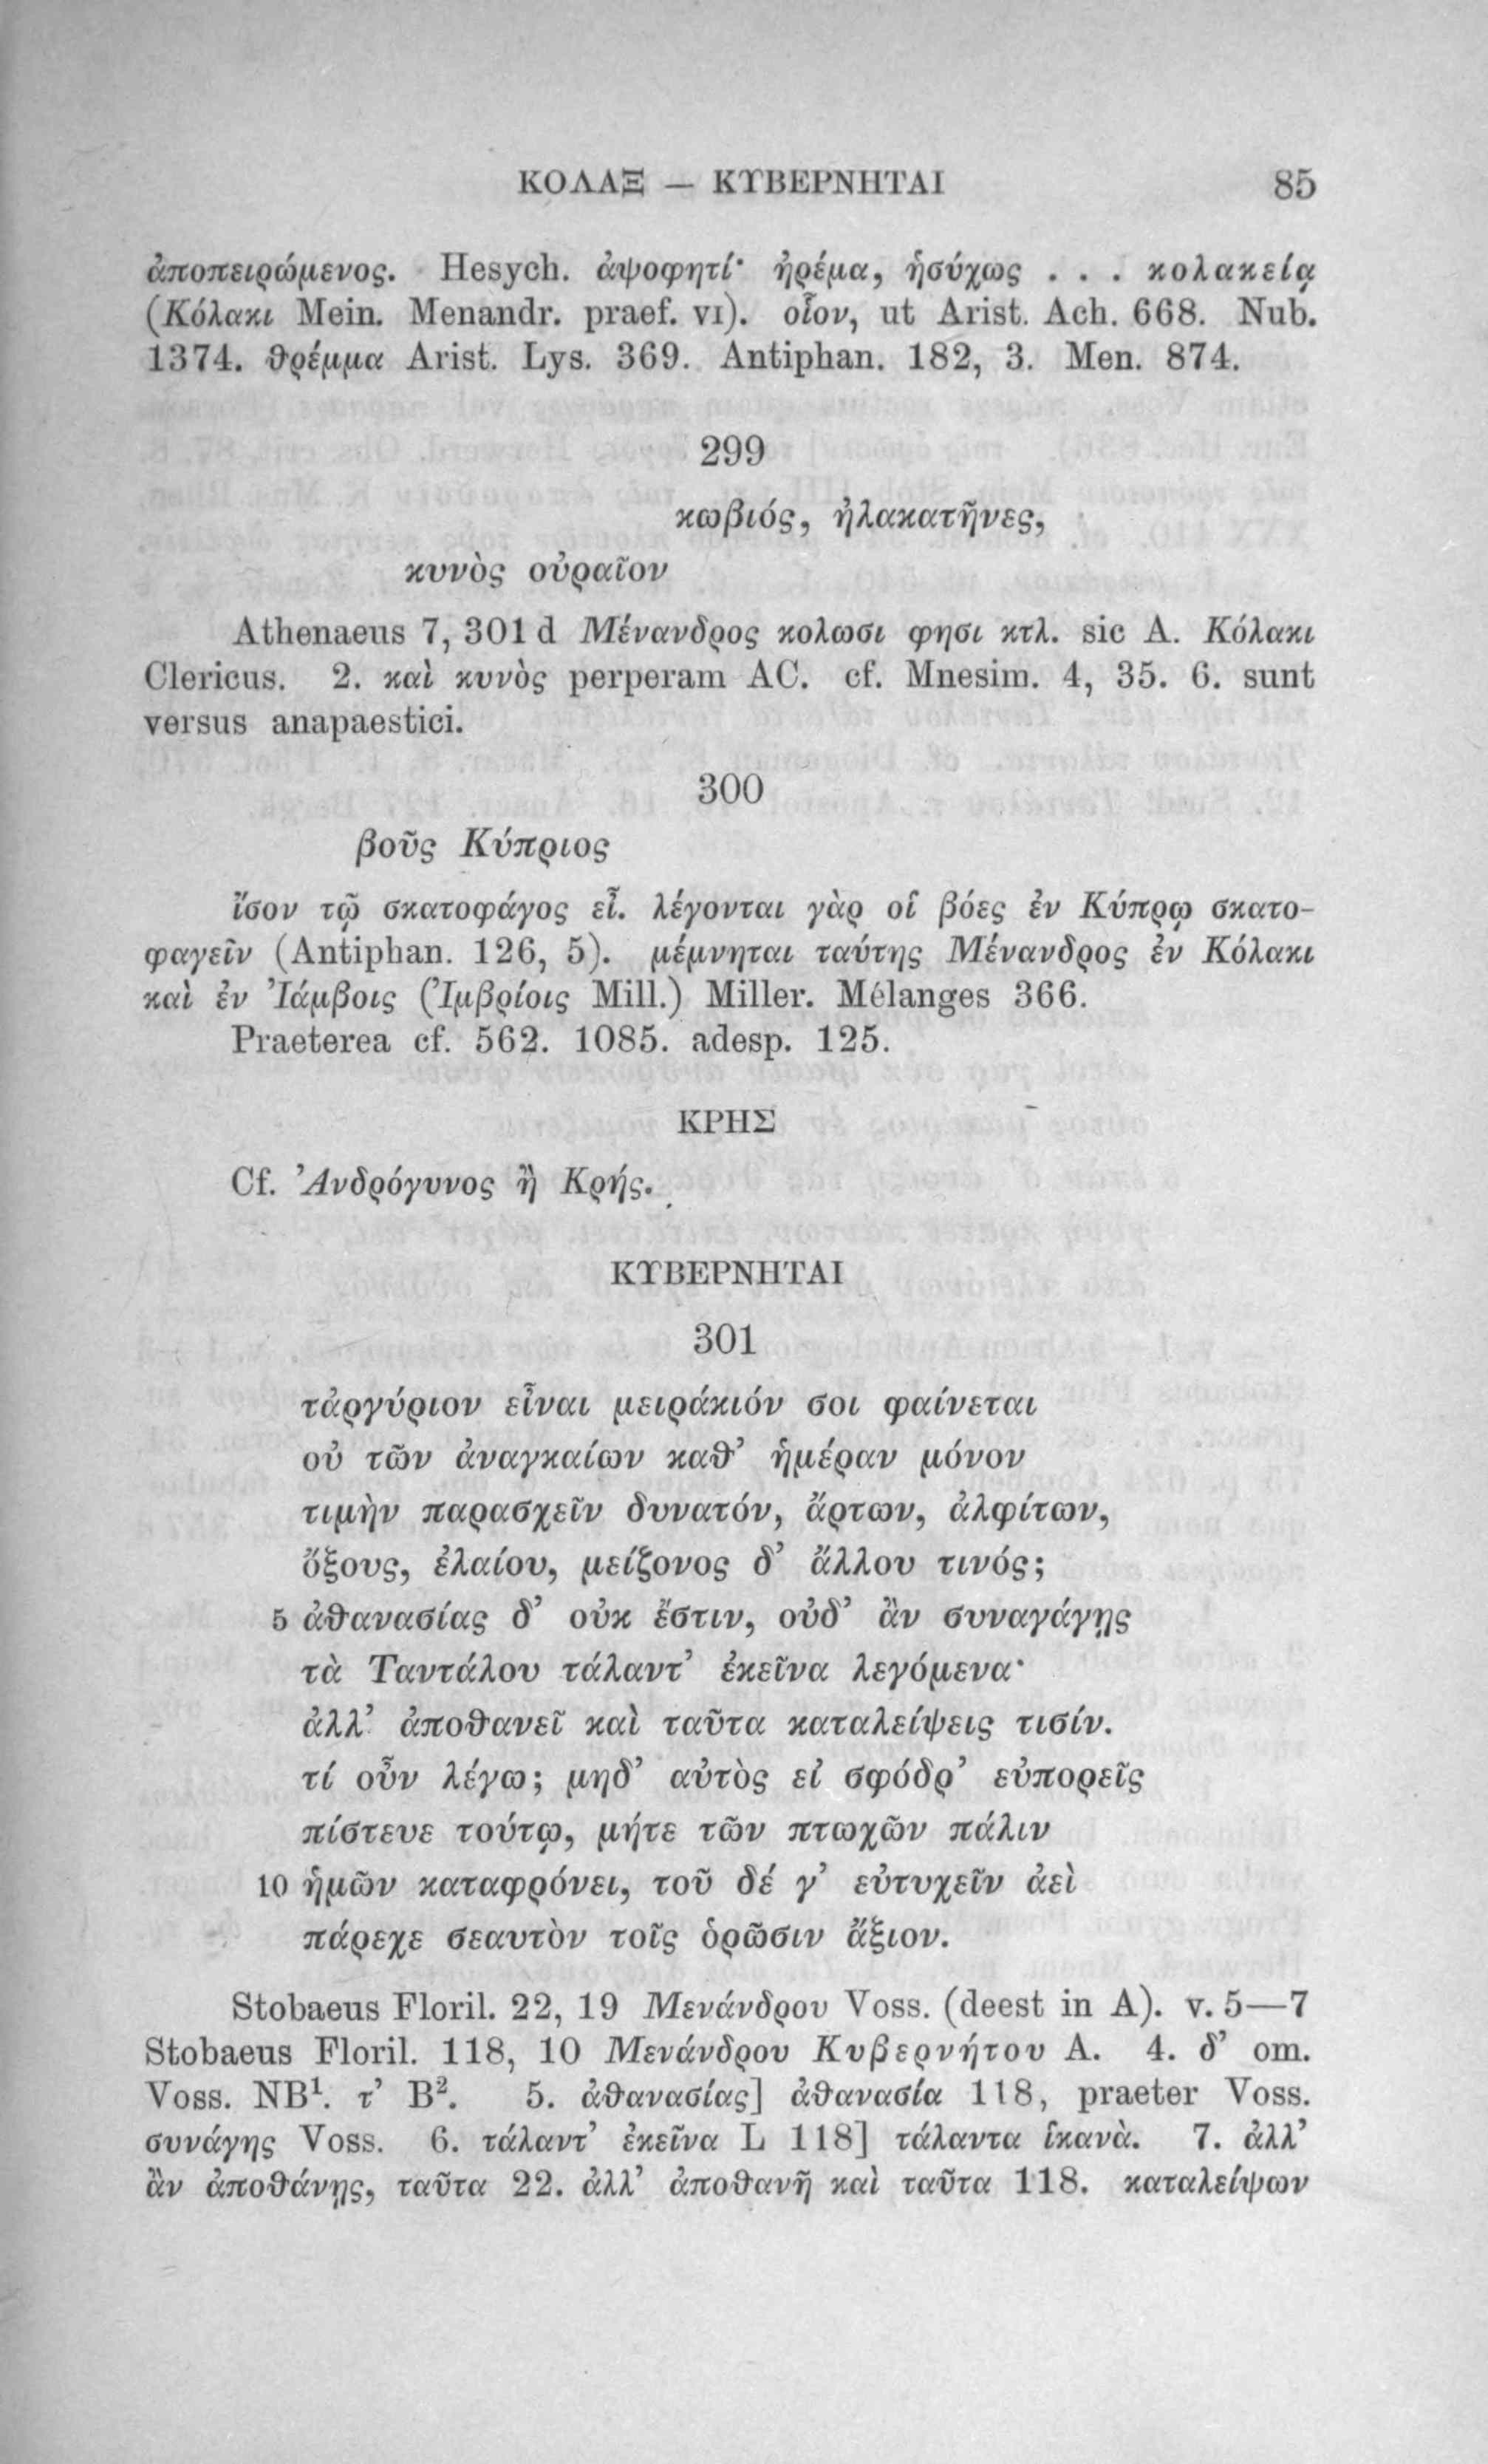 ΚΟΛΑΞ — ΚΥΒΕΡΝΗΤΑΙ 85
ἀποπειρώμενος. Hesych. ἀψοφητί· ἠρέμα, ἡσύχως . . . κολακείᾳ
(Κόλακι Mein. Menandr. praef. VI). οἷον, ut Arist. Ach. 668. Nub.
1374. θρέμμα Arist. Lys. 369. Antiphan. 182, 3. Men. 874.
299
κωβιός, ἠλακατῆνες,
κυνὸς οὐραῖον
Athenaeus 7, 301 d Μένανδρος κολωσι φησι κτλ. sic A. Κόλακι
Clericus. 2. καὶ κυνὸς perperam AC. cf. Mnesim. 4, 35. 6. sunt
versus anapaestici.
300
βοῦς Κύπριος
ἴσον τῷ σκατοφάγος εἶ. λέγονται γὰρ οἱ βόες ἐν Κύπρῳ σκατο-
φαγεῖν (Antiphan. 126, 5). μέμνηται ταύτης Μένανδρος ἐν Κόλακι
καὶ ἐν Ἰάμβοις (Ἰμβρίοις Mill.) Miller. Mélanges 366.
Praeterea cf. 562. 1085. adesp. 125.
ΚΡΗΣ
Cf. Ἀνδρόγυνος ἢ Κρής.
ΚΥΒΕΡΝΗΤΑΙ
301
τἀργύριον εἶναι μειράκιόν σοι φαίνεται
οὐ τῶν ἀναγκαίων καθ’ ἡμέραν μόνον
τιμὴν παρασχεῖν δυνατόν, ἄρτων, ἀλφίτων,
ὄξους, ἐλαίου, μείζονος δ’ ἄλλου τινός;
5 ἀθανασίας δ’ οὐκ ἔστιν, οὐδ’ ἂν συναγάγῃς
τὰ Ταντάλου τάλαντ’ ἐκεῖνα λεγόμενα·
ἀλλ’ ἀποθανεῖ καὶ ταῦτα καταλείψεις τισίν.
τί οὖν λέγω; μηδ’ αὐτὸς εἰ σφόδρ’ εὐπορεῖς
πίστευε τούτῳ, μήτε τῶν πτωχῶν πάλιν
10 ἡμῶν καταφρόνει, τοῦ δέ γ’ εὐτυχεῖν ἀεὶ
πάρεχε σεαυτὸν τοῖς ὁρῶσιν ἄξιον.
Stobaeus Floril. 22, 19 Μενάνδρου Voss. (deest in A). v. 5—7
Stobaeus Floril. 118, 10 Μενάνδρου Κυβερνήτου A. 4. δ’ om.
Voss. NB¹. τ’ B². 5. ἀθανασίας] ἀθανασία 118, praeter Voss.
συνάγης Voss. 6. τάλαντ’ ἐκεῖνα L 118] τάλαντα ἱκανὰ. 7. ἀλλ’
ἂν ἀποθάνῃς, ταῦτα 22. ἀλλ’ ἀποθανῆ καὶ ταῦτα 118. καταλείψων